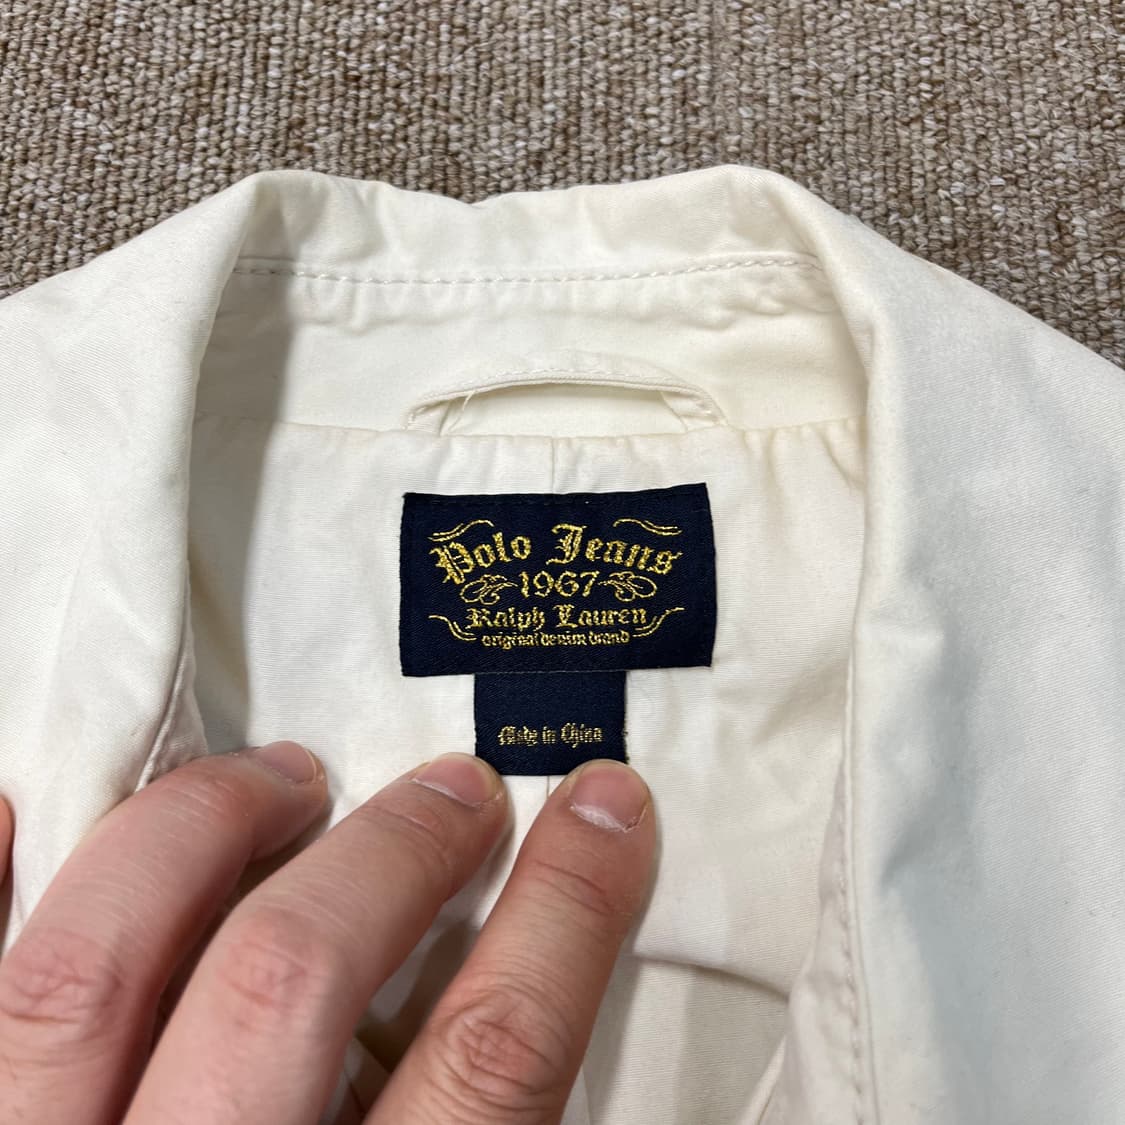 Polo Jeans
1967
Ralph Lauren
original denim brand
Made in China